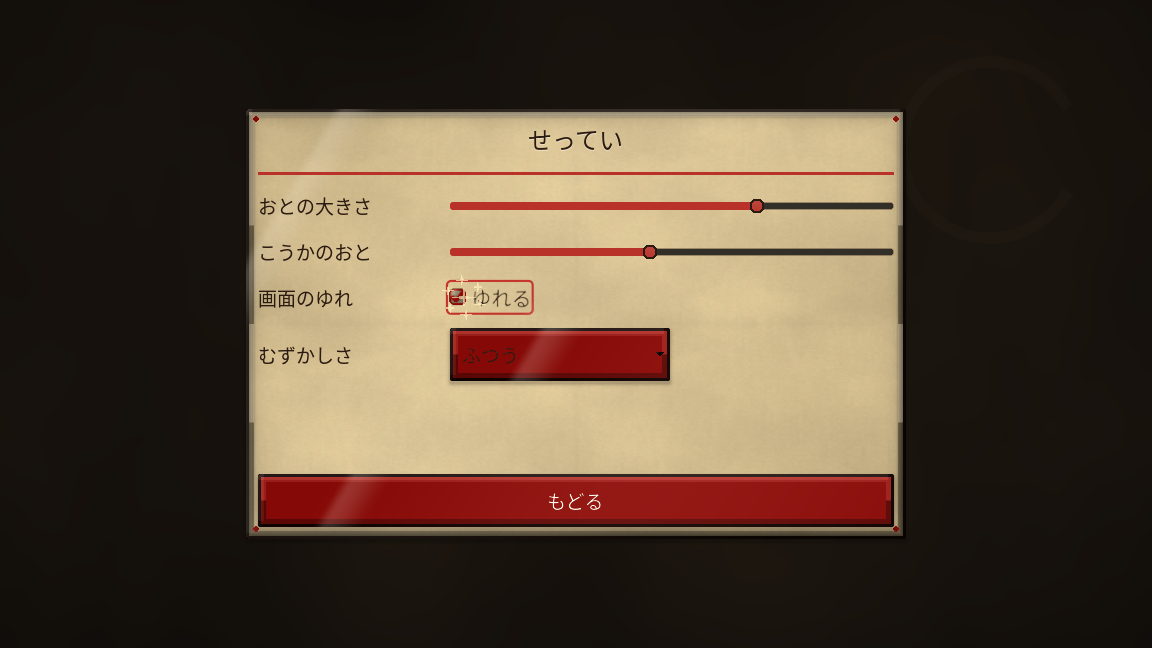 せってい
おとの大きさ
こうかのおと
画面のゆれ ゆれる
むずかしさ ふつう
もどる